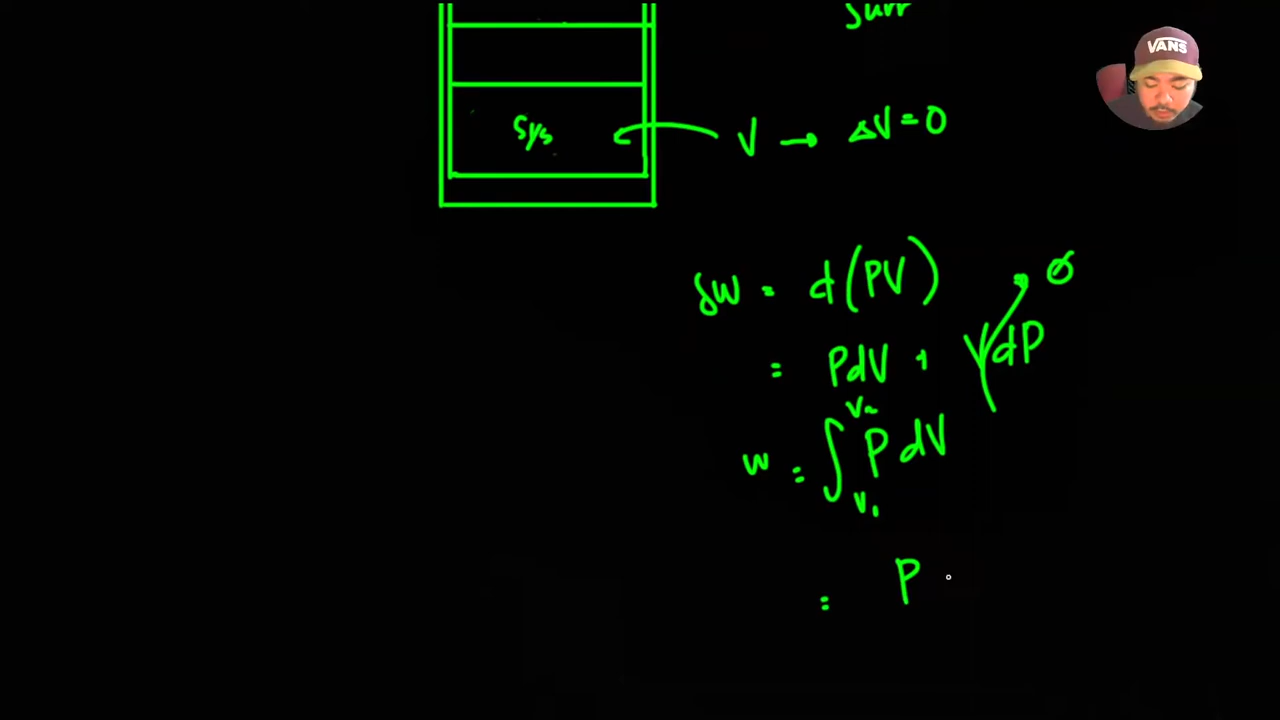 Surr
VANS
Sys V → ΔV = 0
δW = d(PV) 0
= PdV + VdP
V₂
W = ∫ P dV
V₁
= P